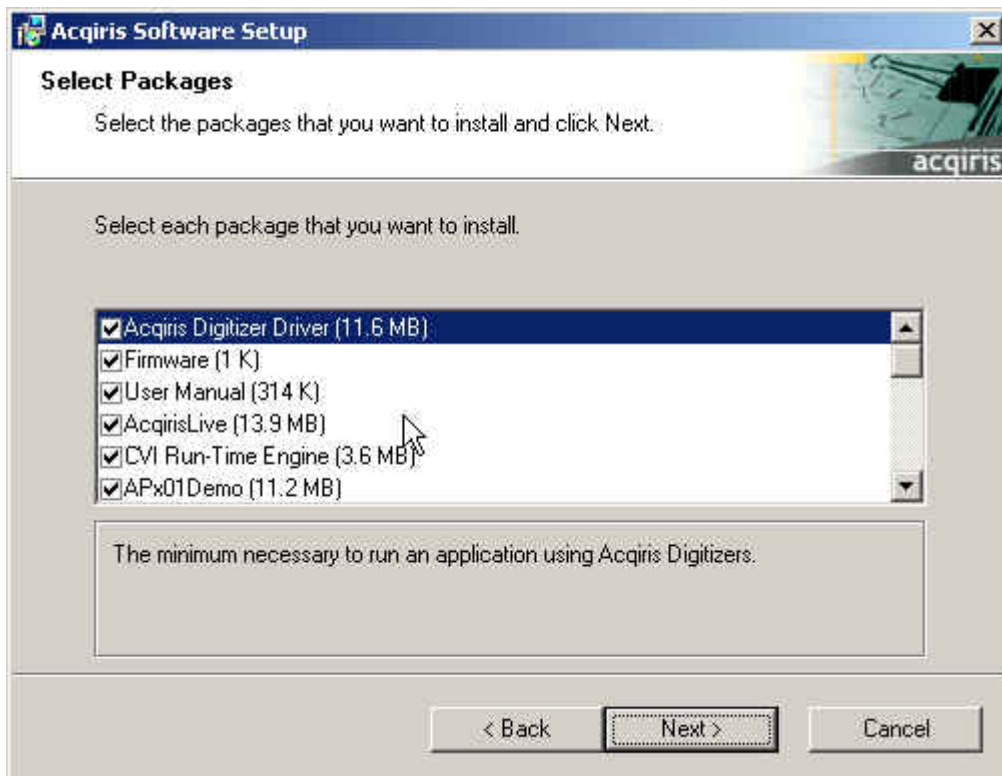 Acqiris Software Setup
Select Packages
Select the packages that you want to install and click Next.
acqiris
Select each package that you want to install.
Acqiris Digitizer Driver (11.6 MB)
Firmware (1 K)
User Manual (314 K)
AcqirisLive (13.9 MB)
CVI Run-Time Engine (3.6 MB)
APx01Demo (11.2 MB)
The minimum necessary to run an application using Acqiris Digitizers.
< Back Next > Cancel